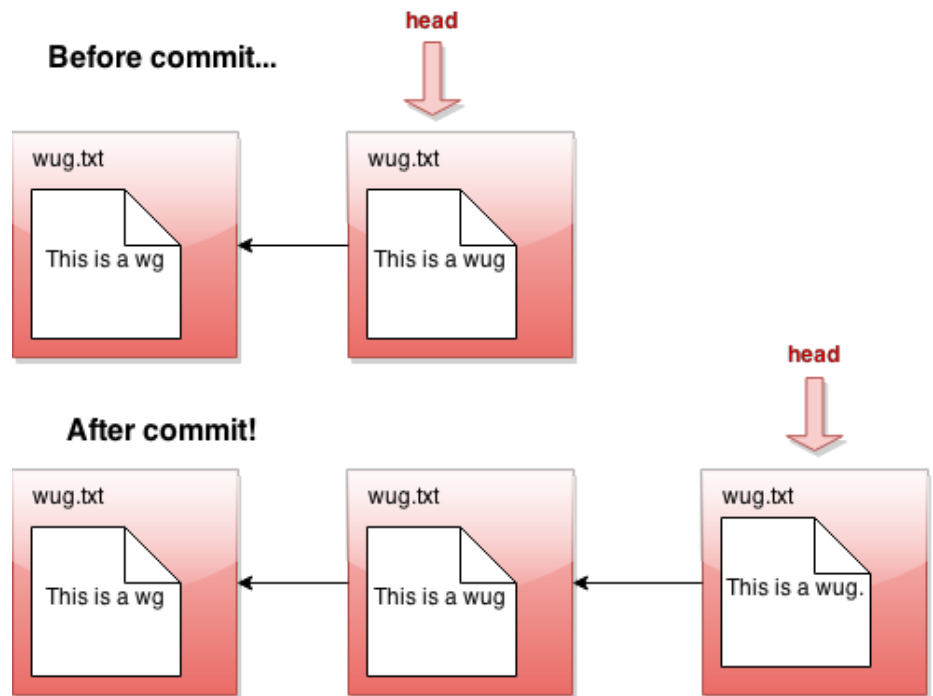 head
Before commit...
wug.txt
wug.txt
This is a wg
This is a wug
head
After commit!
wug.txt
wug.txt
wug.txt
This is a wg
This is a wug
This is a wug.